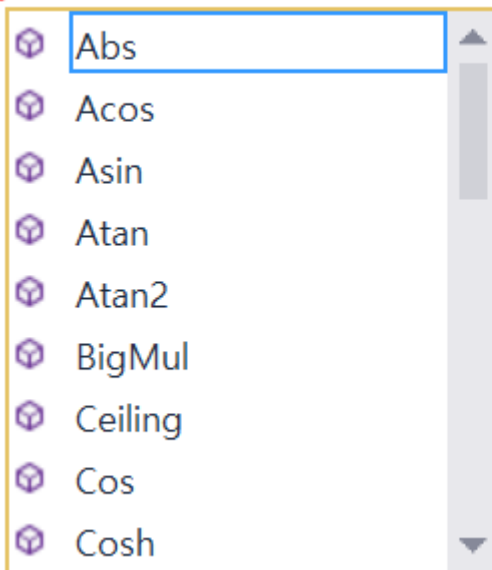 Abs
Acos
Asin
Atan
Atan2
BigMul
Ceiling
Cos
Cosh